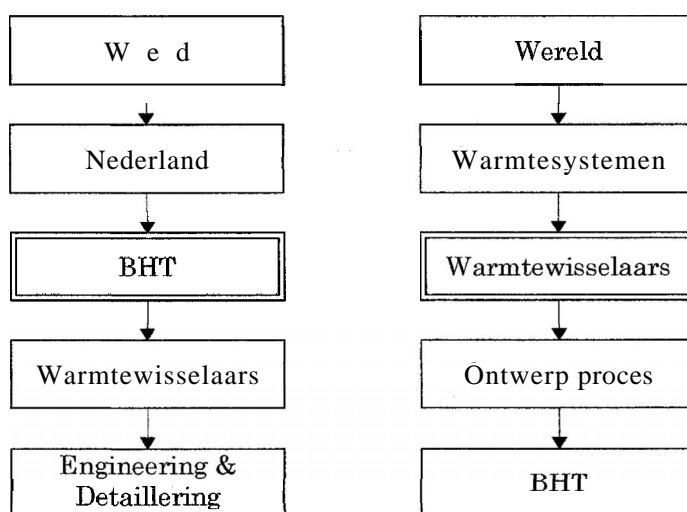 W e d
Nederland
BHT
Warmtewisselaars
Engineering &
Detaillering
Wereld
Warmtesystemen
Warmtewisselaars
Ontwerp proces
BHT